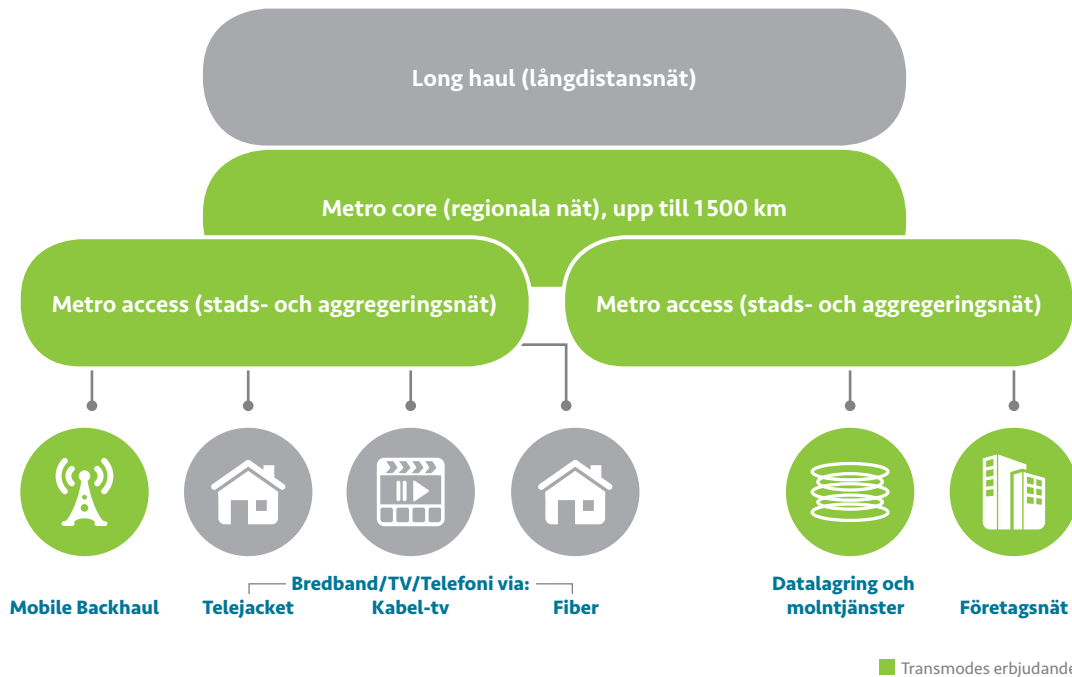 Long haul (långdistansnät)
Metro core (regionala nät), upp till 1500 km
Metro access (stads- och aggregeringsnät)
Metro access (stads- och aggregeringsnät)
Bredband/TV/Telefoni via:
Mobile Backhaul
Telejacket
Kabel-tv
Fiber
Datalagring och
molntjänster
Företagsnät
Transmodes erbjudande